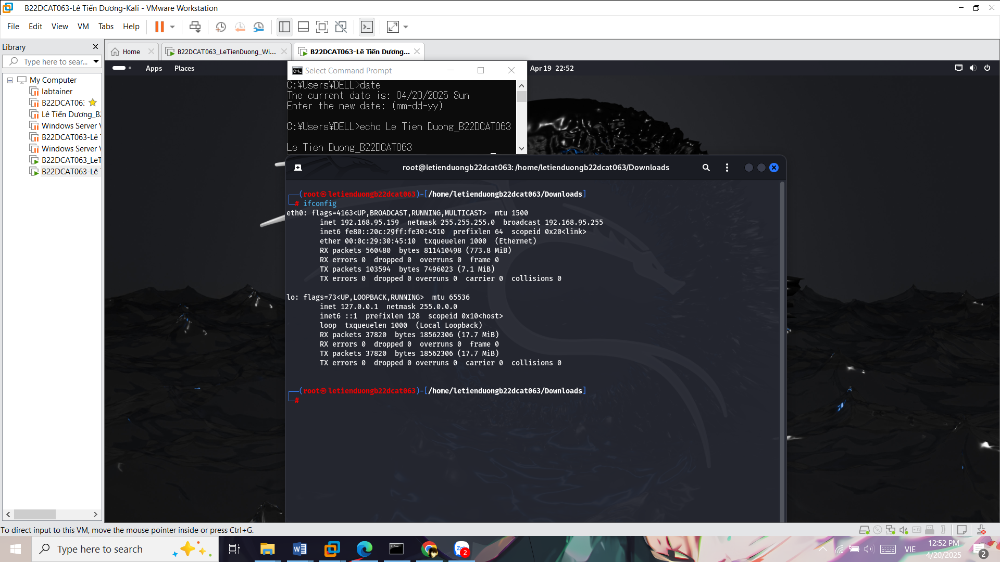 B22DCAT063-Lê Tiến Dương-Kali - VMware Workstation
File Edit View VM Tabs Help
Library
Type here to sear...
Home
B22DCAT063_LeTienDuong_Wi...
B22DCAT063-Lê Tiến Dương...
My Computer
labtainer
B22DCAT063
Lê Tiến Dương_B2
Windows Server V
B22DCAT063-Lê T
Windows Server V
B22DCAT063_LeT
B22DCAT063-Lê T
Apps Places
Apr 19 22:52
Select Command Prompt
C:¥Users¥DELL>date
The current date is: 04/20/2025 Sun
Enter the new date: (mm-dd-yy)
C:¥Users¥DELL>echo Le Tien Duong_B22DCAT063
Le Tien Duong_B22DCAT063
root@letienduongb22dcat063: /home/letienduongb22dcat063/Downloads
┌──(root㉿letienduongb22dcat063)-[/home/letienduongb22dcat063/Downloads]
└─# ifconfig
eth0: flags=4163<UP,BROADCAST,RUNNING,MULTICAST>  mtu 1500
inet 192.168.95.159  netmask 255.255.255.0  broadcast 192.168.95.255
inet6 fe80::20c:29ff:fe30:4510  prefixlen 64  scopeid 0x20<link>
ether 00:0c:29:30:45:10  txqueuelen 1000  (Ethernet)
RX packets 560480  bytes 811410498 (773.8 MiB)
RX errors 0  dropped 0  overruns 0  frame 0
TX packets 103594  bytes 7496023 (7.1 MiB)
TX errors 0  dropped 0 overruns 0  carrier 0  collisions 0
lo: flags=73<UP,LOOPBACK,RUNNING>  mtu 65536
inet 127.0.0.1  netmask 255.0.0.0
inet6 ::1  prefixlen 128  scopeid 0x10<host>
loop  txqueuelen 1000  (Local Loopback)
RX packets 37820  bytes 18562306 (17.7 MiB)
RX errors 0  dropped 0  overruns 0  frame 0
TX packets 37820  bytes 18562306 (17.7 MiB)
TX errors 0  dropped 0 overruns 0  carrier 0  collisions 0
┌──(root㉿letienduongb22dcat063)-[/home/letienduongb22dcat063/Downloads]
└─#
To direct input to this VM, move the mouse pointer inside or press Ctrl+G.
Type here to search
2
VIE
12:52 PM
4/20/2025
2